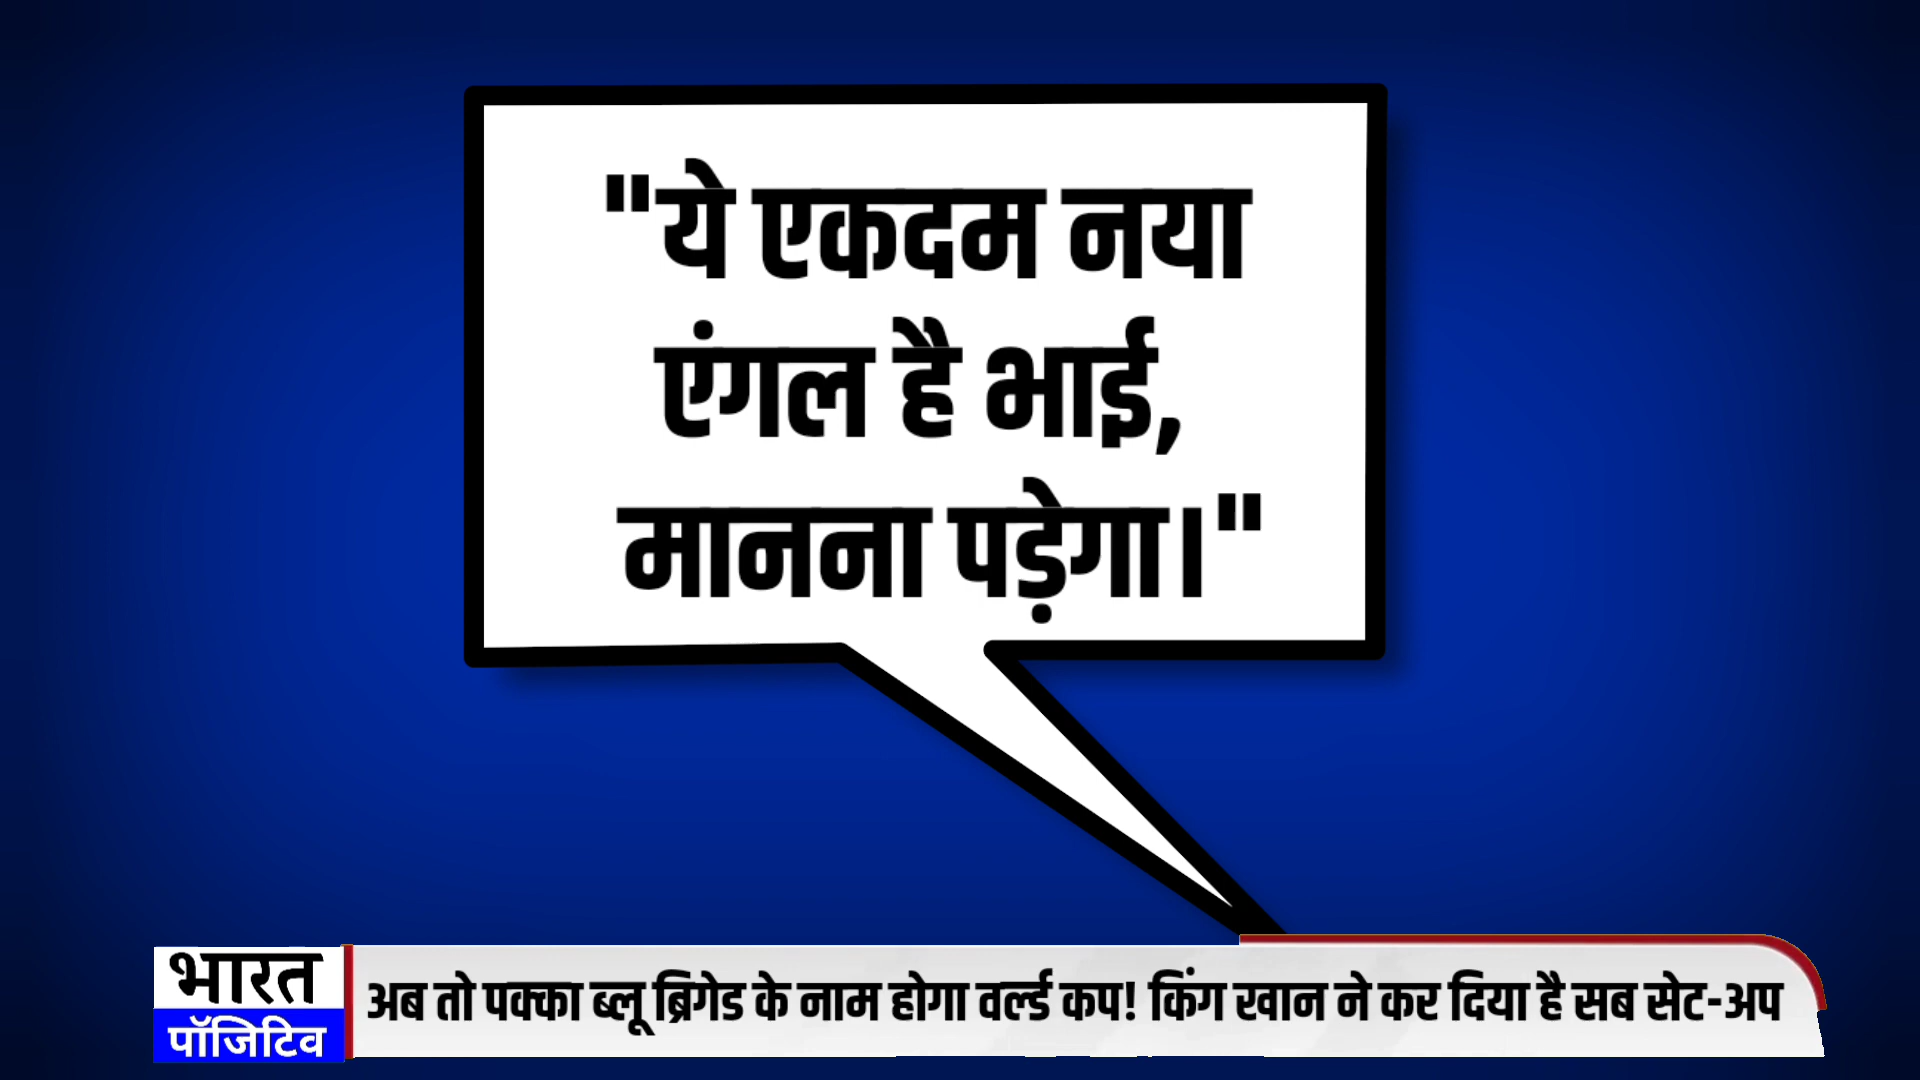 "ये एकदम नया
एंगल है भाई,
मानना पड़ेगा।"
भारत
पॉजिटिव
अब तो पक्का ब्लू ब्रिगेड के नाम होगा वर्ल्ड कप! किंग खान ने कर दिया है सब सेट-अप